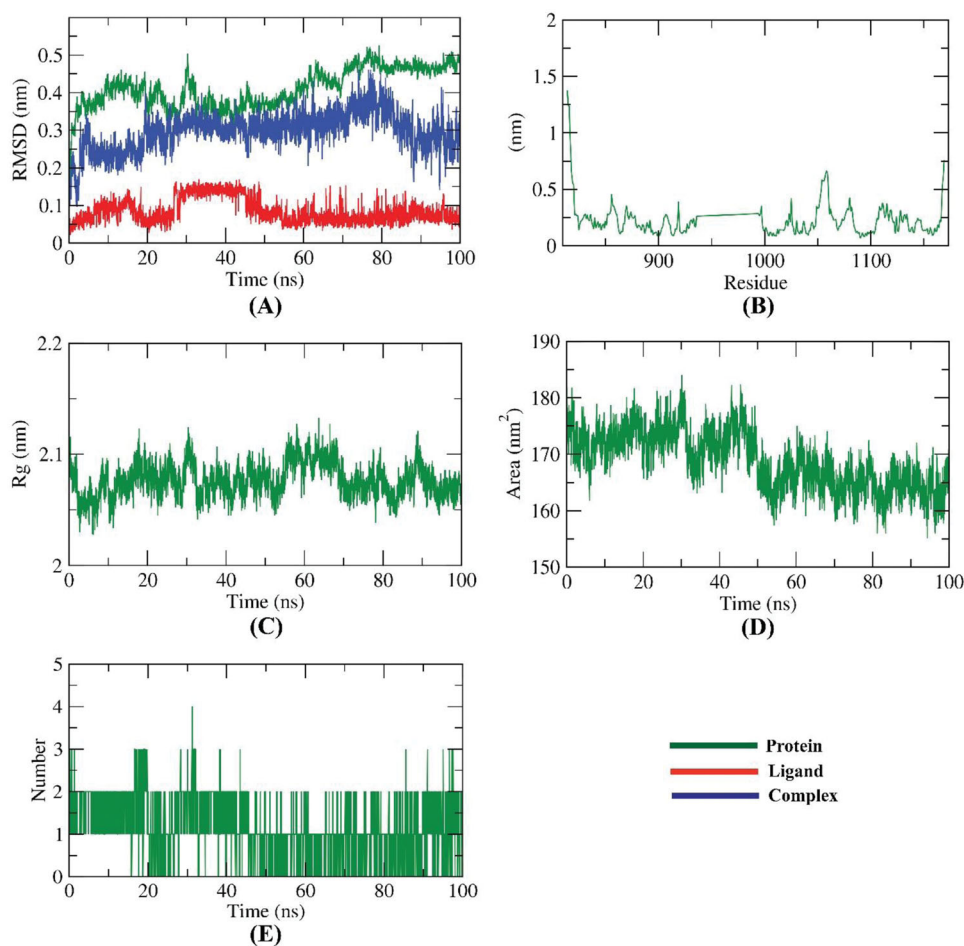 0.5
0.4
0.3
0.2
0.1
0
RMSD (nm)
0 20 40 60 80 100
Time (ns)
(A)
2
1.5
1
0.5
0
(nm)
900 1000 1100
Residue
(B)
2.2
2.1
2
Rg (nm)
0 20 40 60 80 100
Time (ns)
(C)
190
180
170
160
150
Area (nm²)
0 20 40 60 80 100
Time (ns)
(D)
5
4
3
2
1
0
Number
0 20 40 60 80 100
Time (ns)
(E)
Protein
Ligand
Complex